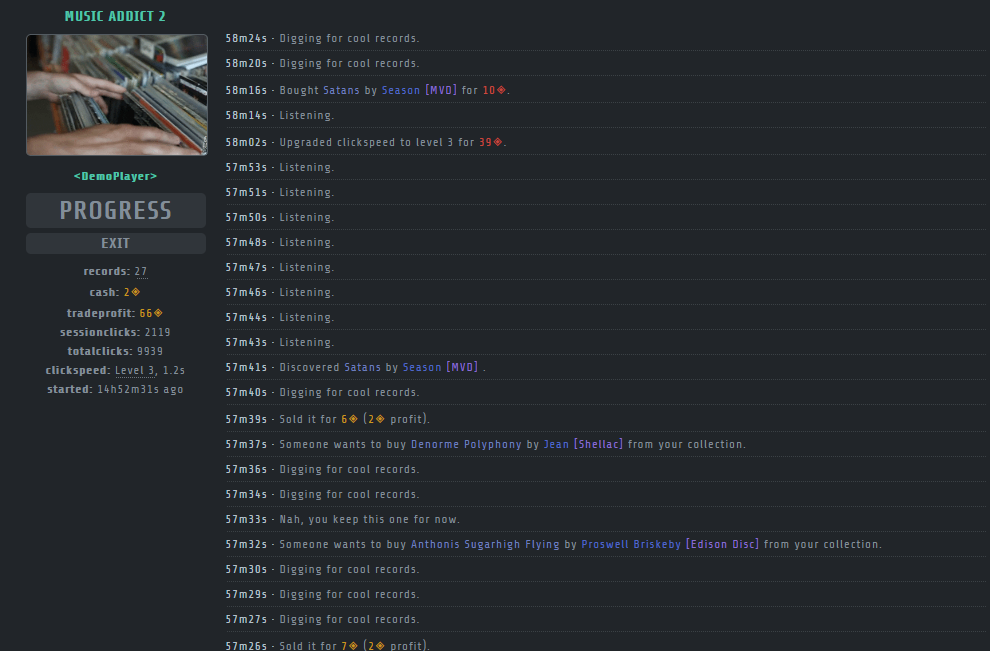 MUSIC ADDICT 2
<DemoPlayer>
PROGRESS
EXIT
records: 27
cash: 2◈
tradeprofit: 66◈
sessionclicks: 2119
totalclicks: 9939
clickspeed: Level 3, 1.2s
started: 14h52m31s ago
58m24s - Digging for cool records.
58m20s - Digging for cool records.
58m16s - Bought Satans by Season [MVD] for 10◈.
58m14s - Listening.
58m02s - Upgraded clickspeed to level 3 for 39◈.
57m53s - Listening.
57m51s - Listening.
57m50s - Listening.
57m48s - Listening.
57m47s - Listening.
57m46s - Listening.
57m44s - Listening.
57m43s - Listening.
57m41s - Discovered Satans by Season [MVD] .
57m40s - Digging for cool records.
57m39s - Sold it for 6◈ (2◈ profit).
57m37s - Someone wants to buy Denorme Polyphony by Jean [Shellac] from your collection.
57m36s - Digging for cool records.
57m34s - Digging for cool records.
57m33s - Nah, you keep this one for now.
57m32s - Someone wants to buy Anthonis Sugarhigh Flying by Proswell Briskeby [Edison Disc] from your collection.
57m30s - Digging for cool records.
57m29s - Digging for cool records.
57m27s - Digging for cool records.
57m26s - Sold it for 7◈ (2◈ profit).